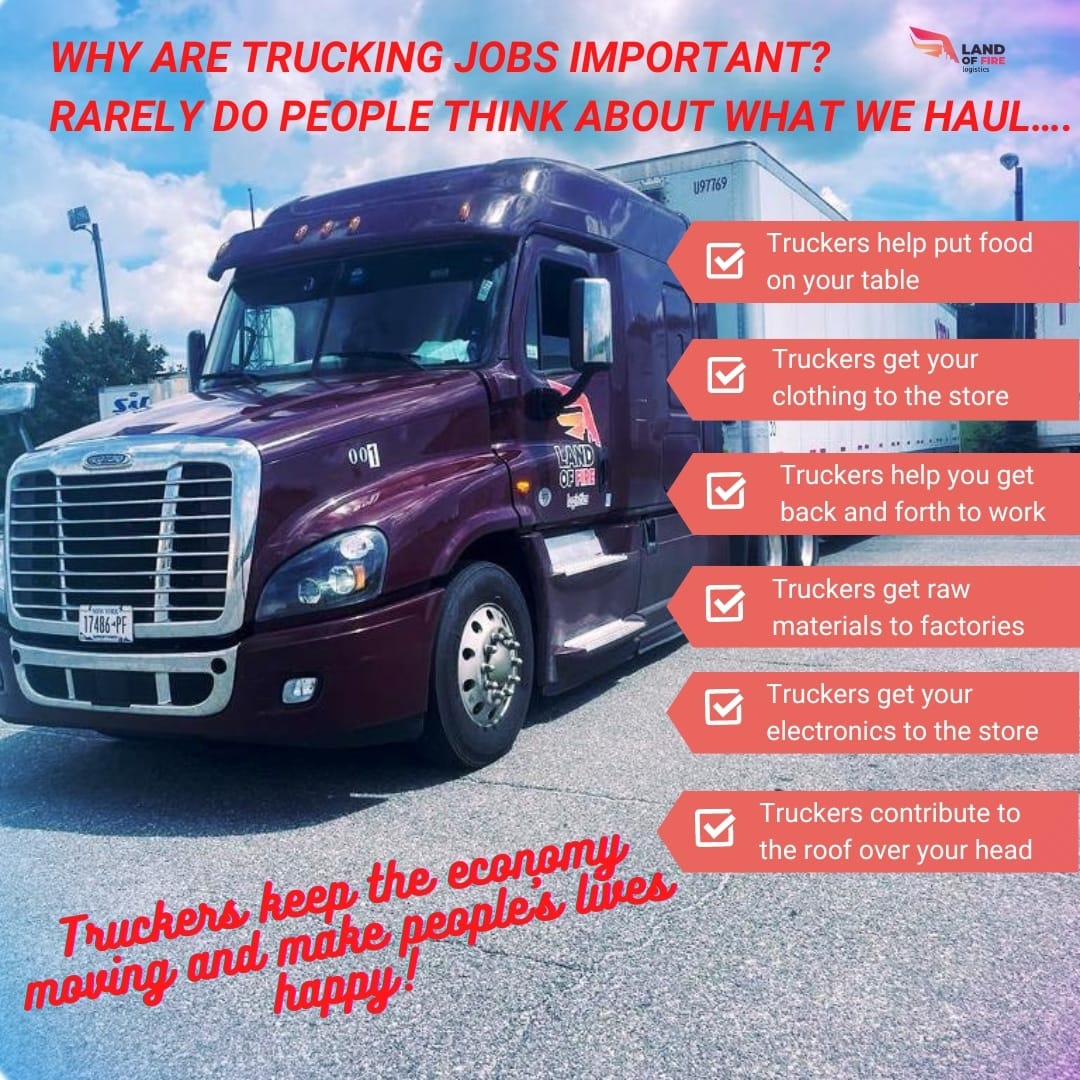 WHY ARE TRUCKING JOBS IMPORTANT?
RARELY DO PEOPLE THINK ABOUT WHAT WE HAUL....
LAND
OF FIRE
logistics
U97769
Truckers help put food
on your table
Truckers get your
clothing to the store
Truckers help you get
back and forth to work
Truckers get raw
materials to factories
Truckers get your
electronics to the store
Truckers contribute to
the roof over your head
001
LAND
OF FIRE
logistics
NEW YORK
17486-PF
Truckers keep the economy
moving and make people's lives
happy!